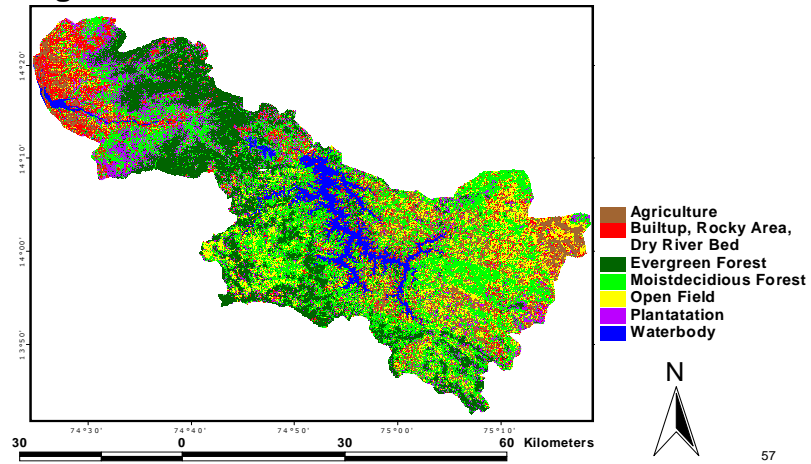 14°20'
14°10'
14°00'
13°50'
74°30'
74°40'
74°50'
75°00'
75°10'
30
0
30
60
Kilometers
Agriculture
Builtup, Rocky Area,
Dry River Bed
Evergreen Forest
Moistdecidious Forest
Open Field
Plantatation
Waterbody
N
57